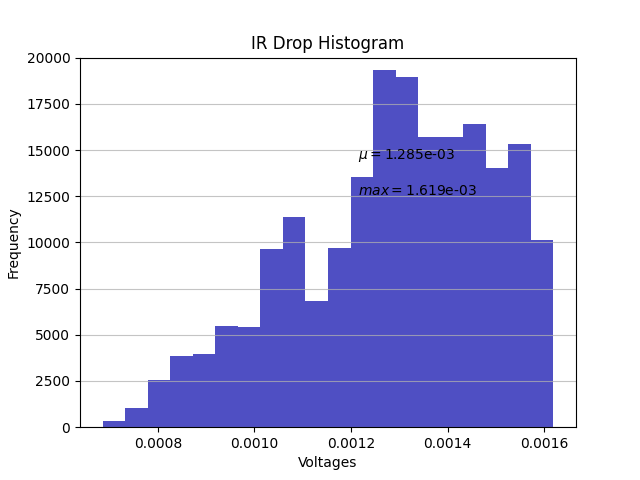 IR Drop Histogram
20000
17500
15000
12500
10000
7500
5000
2500
0
Frequency
μ = 1.285e-03
max = 1.619e-03
0.0008 0.0010 0.0012 0.0014 0.0016
Voltages